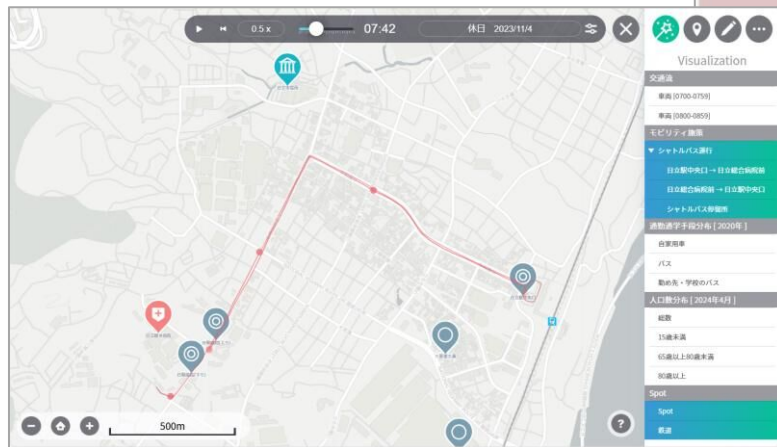 0.5 x
07:42
休日 2023/11/4
Visualization
交通流
車両 [0700-0759]
車両 [0800-0859]
モビリティ施策
▼ シャトルバス運行
日立駅中央口 → 日立総合病院前
日立総合病院前 → 日立駅中央口
シャトルバス停留所
通勤通学手段分布 [ 2020年 ]
自家用車
バス
勤め先・学校のバス
人口数分布 [ 2024年4月 ]
総数
15歳未満
65歳以上80歳未満
80歳以上
Spot
Spot
鉄道
500m
?